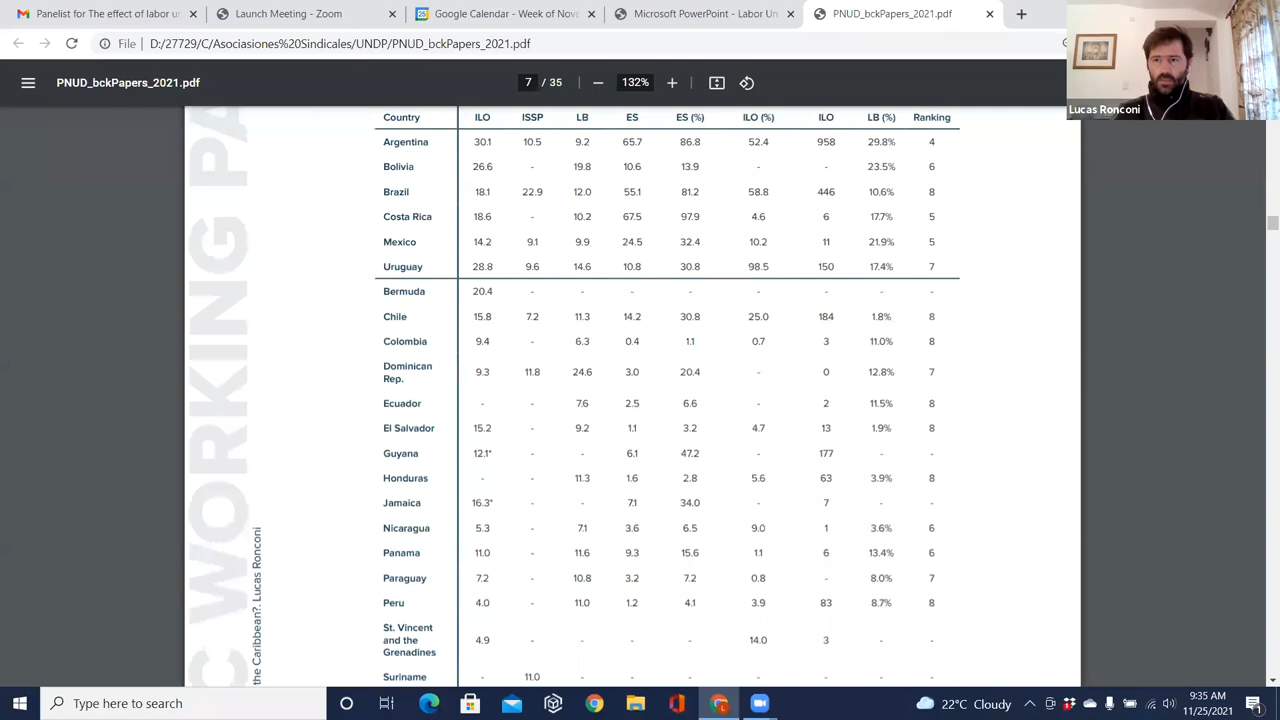 Panelist for The effect of labor u
Launch Meeting - Zoom
Google Calendar - Week of Nove
Microsoft PowerPoint - Labor Un
PNUD_bckPapers_2021.pdf
File | D:/27729/C/Asociasiones%20Sindicales/UNDP/PNUD_bckPapers_2021.pdf
PNUD_bckPapers_2021.pdf
7 / 35
132%
Lucas Ronconi
Country ILO ISSP LB ES ES (%) ILO (%) ILO LB (%) Ranking
Argentina 30.1 10.5 9.2 65.7 86.8 52.4 958 29.8% 4
Bolivia 26.6 - 19.8 10.6 13.9 - - 23.5% 6
Brazil 18.1 22.9 12.0 55.1 81.2 58.8 446 10.6% 8
Costa Rica 18.6 - 10.2 67.5 97.9 4.6 6 17.7% 5
Mexico 14.2 9.1 9.9 24.5 32.4 10.2 11 21.9% 5
Uruguay 28.8 9.6 14.6 10.8 30.8 98.5 150 17.4% 7
Bermuda 20.4 - - - - - - - -
Chile 15.8 7.2 11.3 14.2 30.8 25.0 184 1.8% 8
Colombia 9.4 - 6.3 0.4 1.1 0.7 3 11.0% 8
Dominican
Rep. 9.3 11.8 24.6 3.0 20.4 - 0 12.8% 7
Ecuador - - 7.6 2.5 6.6 - 2 11.5% 8
El Salvador 15.2 - 9.2 1.1 3.2 4.7 13 1.9% 8
Guyana 12.1* - - 6.1 47.2 - 177 - -
Honduras - - 11.3 1.6 2.8 5.6 63 3.9% 8
Jamaica 16.3* - - 7.1 34.0 - 7 - -
Nicaragua 5.3 - 7.1 3.6 6.5 9.0 1 3.6% 6
Panama 11.0 - 11.6 9.3 15.6 1.1 6 13.4% 6
Paraguay 7.2 - 10.8 3.2 7.2 0.8 - 8.0% 7
Peru 4.0 - 11.0 1.2 4.1 3.9 83 8.7% 8
St. Vincent
and the
Grenadines 4.9 - - - - 14.0 3 - -
Suriname - 11.0 - - - - - - -
C WORKING PA
the Caribbean?. Lucas Ronconi
Type here to search
22°C Cloudy
9:35 AM
11/25/2021
1